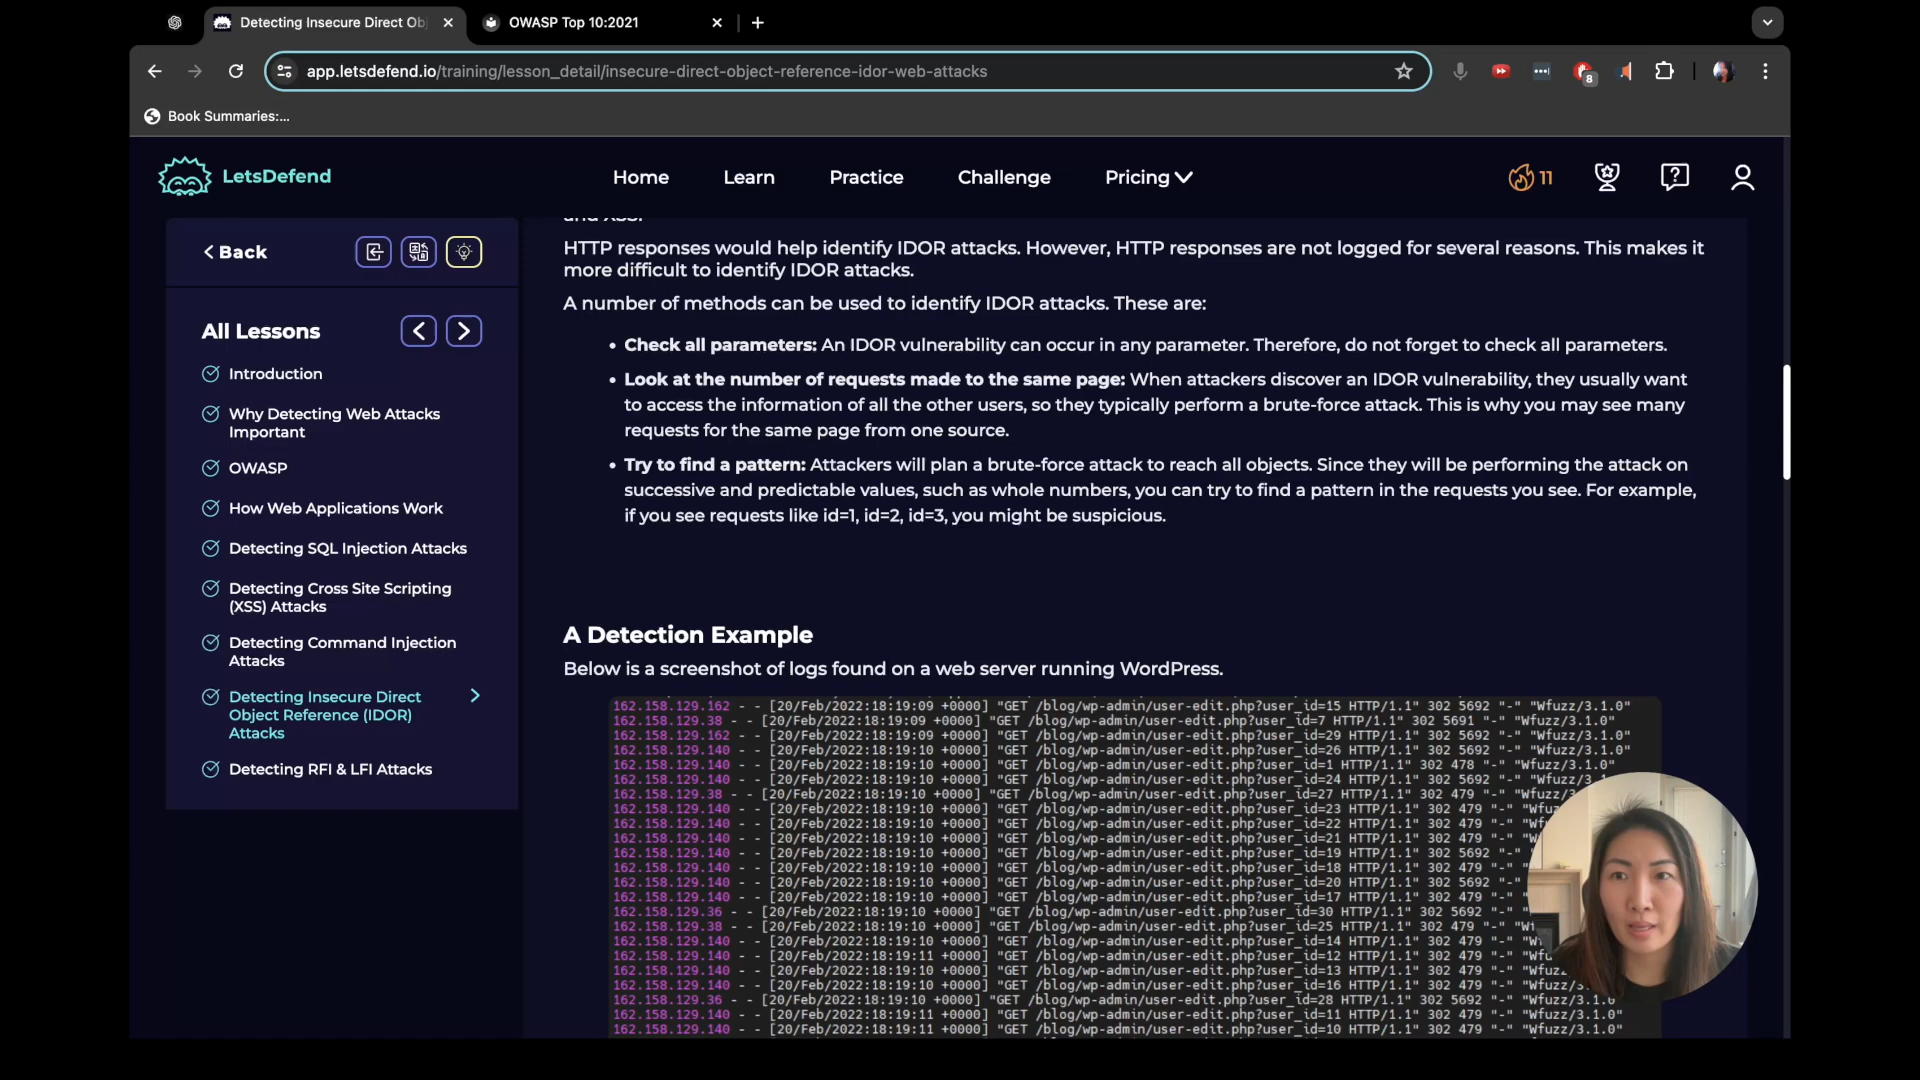 Detecting Insecure Direct Ob
OWASP Top 10:2021
app.letsdefend.io/training/lesson_detail/insecure-direct-object-reference-idor-web-attacks
8
Book Summaries:...
LetsDefend
Home
Learn
Practice
Challenge
Pricing
11
Back
All Lessons
Introduction
Why Detecting Web Attacks
Important
OWASP
How Web Applications Work
Detecting SQL Injection Attacks
Detecting Cross Site Scripting
(XSS) Attacks
Detecting Command Injection
Attacks
Detecting Insecure Direct
Object Reference (IDOR)
Attacks
Detecting RFI & LFI Attacks
and XSS.
HTTP responses would help identify IDOR attacks. However, HTTP responses are not logged for several reasons. This makes it
more difficult to identify IDOR attacks.
A number of methods can be used to identify IDOR attacks. These are:
• Check all parameters: An IDOR vulnerability can occur in any parameter. Therefore, do not forget to check all parameters.
• Look at the number of requests made to the same page: When attackers discover an IDOR vulnerability, they usually want
to access the information of all the other users, so they typically perform a brute-force attack. This is why you may see many
requests for the same page from one source.
• Try to find a pattern: Attackers will plan a brute-force attack to reach all objects. Since they will be performing the attack on
successive and predictable values, such as whole numbers, you can try to find a pattern in the requests you see. For example,
if you see requests like id=1, id=2, id=3, you might be suspicious.
A Detection Example
Below is a screenshot of logs found on a web server running WordPress.
162.158.129.162 - - [20/Feb/2022:18:19:09 +0000] "GET /blog/wp-admin/user-edit.php?user_id=15 HTTP/1.1" 302 5692 "-" "Wfuzz/3.1.0"
162.158.129.38 - - [20/Feb/2022:18:19:09 +0000] "GET /blog/wp-admin/user-edit.php?user_id=7 HTTP/1.1" 302 5691 "-" "Wfuzz/3.1.0"
162.158.129.162 - - [20/Feb/2022:18:19:09 +0000] "GET /blog/wp-admin/user-edit.php?user_id=29 HTTP/1.1" 302 5692 "-" "Wfuzz/3.1.0"
162.158.129.140 - - [20/Feb/2022:18:19:10 +0000] "GET /blog/wp-admin/user-edit.php?user_id=26 HTTP/1.1" 302 5692 "-" "Wfuzz/3.1.0"
162.158.129.140 - - [20/Feb/2022:18:19:10 +0000] "GET /blog/wp-admin/user-edit.php?user_id=1 HTTP/1.1" 302 478 "-" "Wfuzz/3.1.0"
162.158.129.140 - - [20/Feb/2022:18:19:10 +0000] "GET /blog/wp-admin/user-edit.php?user_id=24 HTTP/1.1" 302 5692 "-" "Wfuzz/3.1.0"
162.158.129.38 - - [20/Feb/2022:18:19:10 +0000] "GET /blog/wp-admin/user-edit.php?user_id=27 HTTP/1.1" 302 479 "-" "Wfuzz/3
162.158.129.140 - - [20/Feb/2022:18:19:10 +0000] "GET /blog/wp-admin/user-edit.php?user_id=23 HTTP/1.1" 302 479 "-" "Wf
162.158.129.140 - - [20/Feb/2022:18:19:10 +0000] "GET /blog/wp-admin/user-edit.php?user_id=22 HTTP/1.1" 302 479 "-" "Wf
162.158.129.140 - - [20/Feb/2022:18:19:10 +0000] "GET /blog/wp-admin/user-edit.php?user_id=21 HTTP/1.1" 302 479 "-" "W
162.158.129.140 - - [20/Feb/2022:18:19:10 +0000] "GET /blog/wp-admin/user-edit.php?user_id=19 HTTP/1.1" 302 5692 "-"
162.158.129.140 - - [20/Feb/2022:18:19:10 +0000] "GET /blog/wp-admin/user-edit.php?user_id=18 HTTP/1.1" 302 479 "-"
162.158.129.140 - - [20/Feb/2022:18:19:10 +0000] "GET /blog/wp-admin/user-edit.php?user_id=20 HTTP/1.1" 302 5692 "-"
162.158.129.140 - - [20/Feb/2022:18:19:10 +0000] "GET /blog/wp-admin/user-edit.php?user_id=17 HTTP/1.1" 302 479 "-"
162.158.129.36 - - [20/Feb/2022:18:19:10 +0000] "GET /blog/wp-admin/user-edit.php?user_id=30 HTTP/1.1" 302 5692 "-"
162.158.129.38 - - [20/Feb/2022:18:19:10 +0000] "GET /blog/wp-admin/user-edit.php?user_id=25 HTTP/1.1" 302 479 "-" "W
162.158.129.140 - - [20/Feb/2022:18:19:10 +0000] "GET /blog/wp-admin/user-edit.php?user_id=14 HTTP/1.1" 302 479 "-" "W
162.158.129.140 - - [20/Feb/2022:18:19:11 +0000] "GET /blog/wp-admin/user-edit.php?user_id=12 HTTP/1.1" 302 479 "-" "Wfu
162.158.129.140 - - [20/Feb/2022:18:19:10 +0000] "GET /blog/wp-admin/user-edit.php?user_id=13 HTTP/1.1" 302 479 "-" "Wfuz
162.158.129.140 - - [20/Feb/2022:18:19:10 +0000] "GET /blog/wp-admin/user-edit.php?user_id=16 HTTP/1.1" 302 479 "-" "Wfuzz/3.
162.158.129.36 - - [20/Feb/2022:18:19:10 +0000] "GET /blog/wp-admin/user-edit.php?user_id=28 HTTP/1.1" 302 5692 "-" "Wfuzz/3.1.0"
162.158.129.140 - - [20/Feb/2022:18:19:11 +0000] "GET /blog/wp-admin/user-edit.php?user_id=11 HTTP/1.1" 302 479 "-" "Wfuzz/3.1.0"
162.158.129.140 - - [20/Feb/2022:18:19:11 +0000] "GET /blog/wp-admin/user-edit.php?user_id=10 HTTP/1.1" 302 479 "-" "Wfuzz/3.1.0"